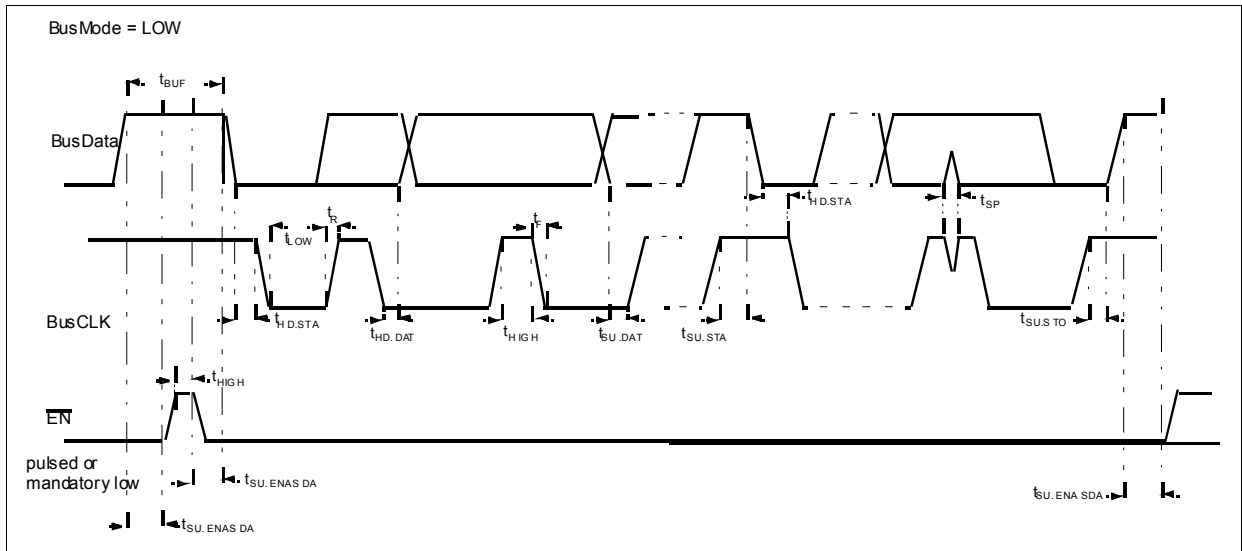 BusMode = LOW
tBUF
BusData
tHD.STA
tSP
tR
tF
tLOW
BusCLK
tHD.STA
tHD.DAT
tHIGH
tSU.DAT
tSU.STA
tSU.STO
tHIGH
EN
pulsed or
mandatory low
tSU.ENASDA
tSU.ENASDA
tSU.ENASDA